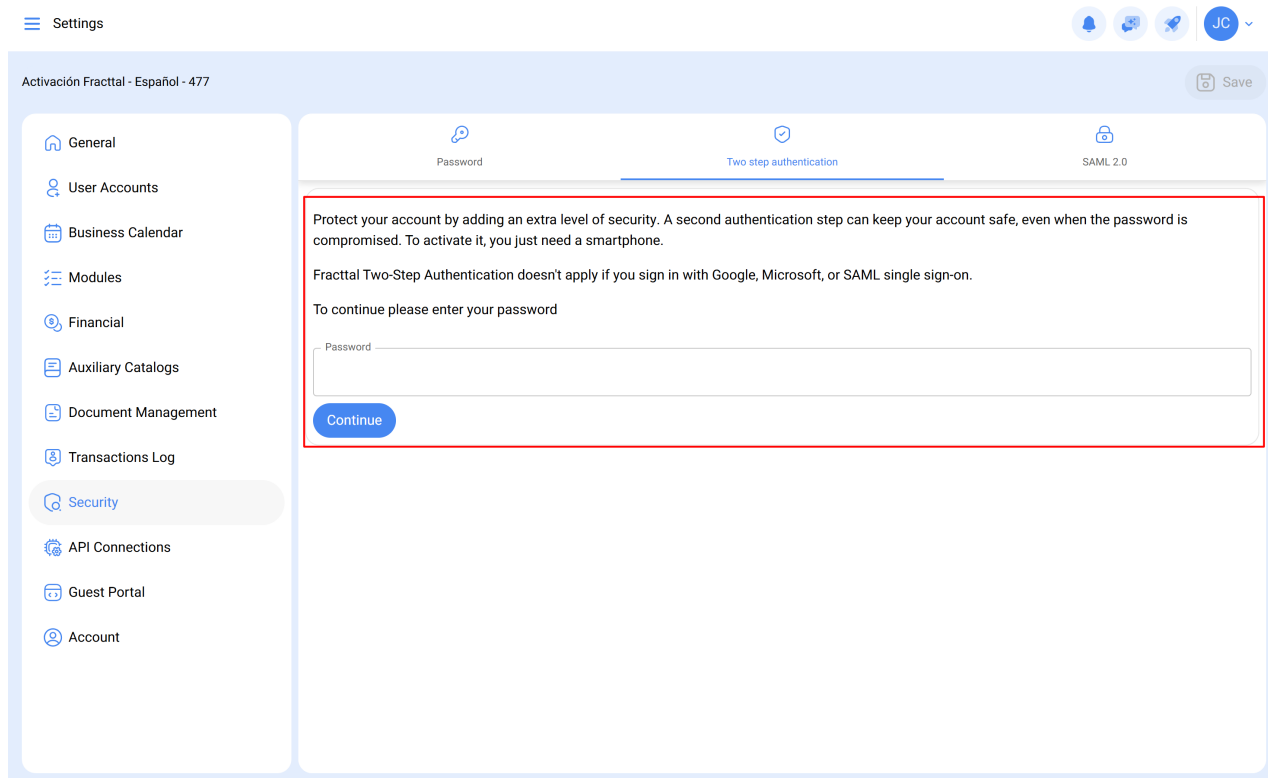 Settings
JC
Activación Fracttal - Español - 477
Save
General
User Accounts
Business Calendar
Modules
Financial
Auxiliary Catalogs
Document Management
Transactions Log
Security
API Connections
Guest Portal
Account
Password
Two step authentication
SAML 2.0
Protect your account by adding an extra level of security. A second authentication step can keep your account safe, even when the password is
compromised. To activate it, you just need a smartphone.
Fracttal Two-Step Authentication doesn't apply if you sign in with Google, Microsoft, or SAML single sign-on.
To continue please enter your password
Password
Continue